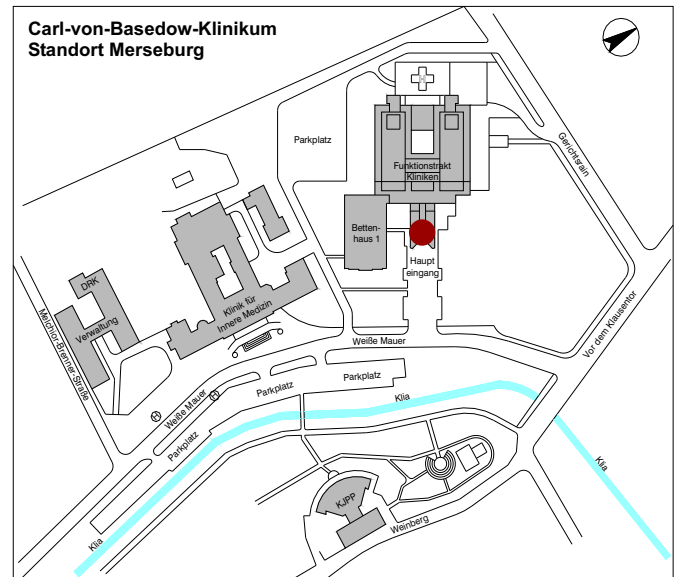 Carl-von-Basedow-Klinikum
Standort Merseburg
H
Parkplatz
Gerichtsrain
Funktionstrakt
Kliniken
Betten-
haus 1
Haupt
eingang
DRK
Verwaltung
Klinik für
Innere Medizin
Melchior-Brenner-Straße
Vor dem Klausentor
Weiße Mauer
Parkplatz
Parkplatz
Weiße Mauer
H
H
Klia
Parkplatz
Klia
KJPP
Weinberg
Klia